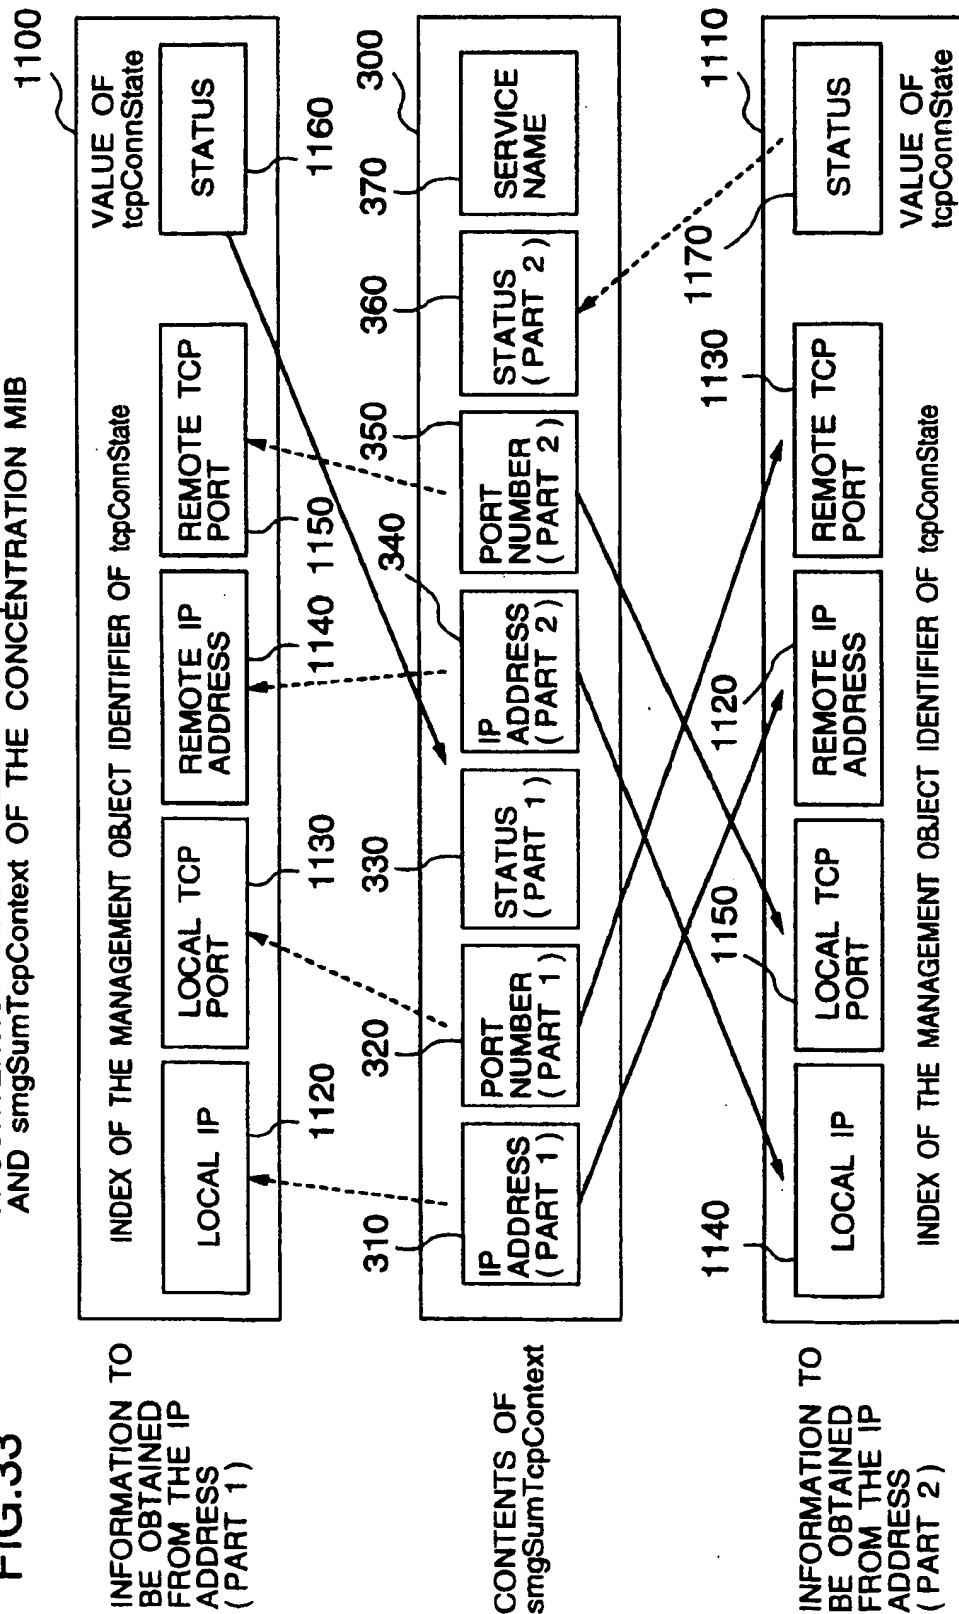 FIG.33
AND smgSumTcpContext OF THE CONCENTRATION MIB
INFORMATION TO
BE OBTAINED
FROM THE IP
ADDRESS
(PART 1)
1100
INDEX OF THE MANAGEMENT OBJECT IDENTIFIER OF tcpConnState
VALUE OF
tcpConnState
LOCAL IP
LOCAL TCP
PORT
REMOTE IP
ADDRESS
REMOTE TCP
PORT
STATUS
1120
1130
1140
1150
1160
CONTENTS OF
smgSumTcpContext
310
320
330
340
350
360
370
300
IP
ADDRESS
(PART 1)
PORT
NUMBER
(PART 1)
STATUS
(PART 1)
IP
ADDRESS
(PART 2)
PORT
NUMBER
(PART 2)
STATUS
(PART 2)
SERVICE
NAME
INFORMATION TO
BE OBTAINED
FROM THE IP
ADDRESS
(PART 2)
1140
1150
1120
1130
1170
1110
LOCAL IP
LOCAL TCP
PORT
REMOTE IP
ADDRESS
REMOTE TCP
PORT
STATUS
INDEX OF THE MANAGEMENT OBJECT IDENTIFIER OF tcpConnState
VALUE OF
tcpConnState